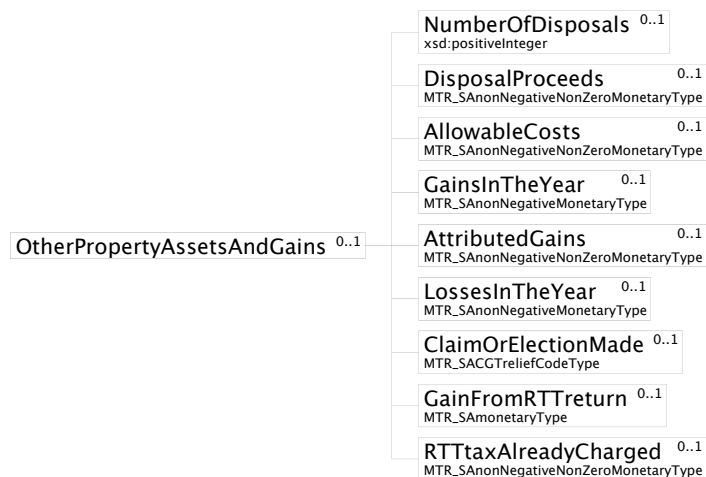 NumberOfDisposals 0..1
xsd:positiveInteger
DisposalProceeds 0..1
MTR_SAnonNegativeNonZeroMonetaryType
AllowableCosts 0..1
MTR_SAnonNegativeNonZeroMonetaryType
GainsInTheYear 0..1
MTR_SAnonNegativeMonetaryType
OtherPropertyAssetsAndGains 0..1
AttributedGains 0..1
MTR_SAnonNegativeNonZeroMonetaryType
LossesInTheYear 0..1
MTR_SAnonNegativeMonetaryType
ClaimOrElectionMade 0..1
MTR_SACGTreliefCodeType
GainFromRTTreturn 0..1
MTR_SAmonetaryType
RTTtaxAlreadyCharged 0..1
MTR_SAnonNegativeNonZeroMonetaryType